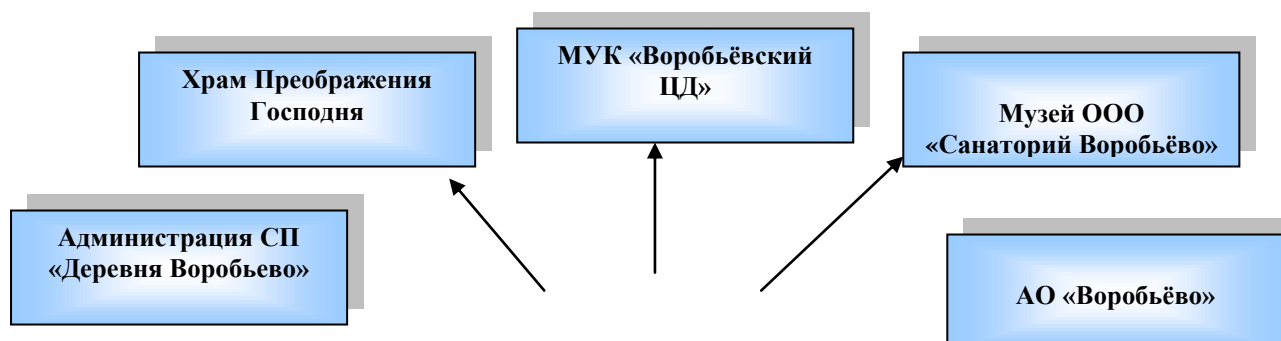 Храм Преображения
Господня
МУК «Воробьёвский
ЦД»
Музей ООО
«Санаторий Воробьёво»
Администрация СП
«Деревня Воробьево»
АО «Воробьёво»